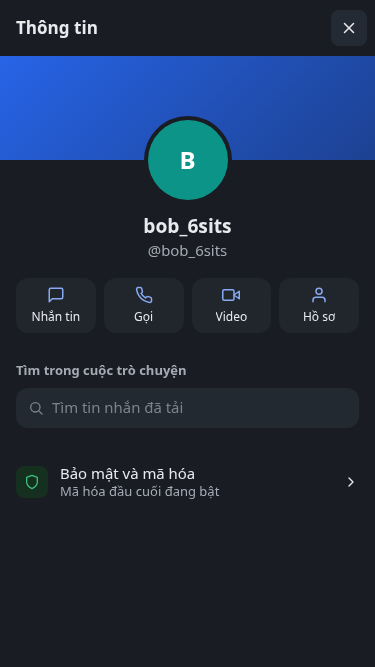 Thông tin
B
bob_6sits
@bob_6sits
Nhắn tin
Gọi
Video
Hồ sơ
Tìm trong cuộc trò chuyện
Tìm tin nhắn đã tải
Bảo mật và mã hóa
Mã hóa đầu cuối đang bật